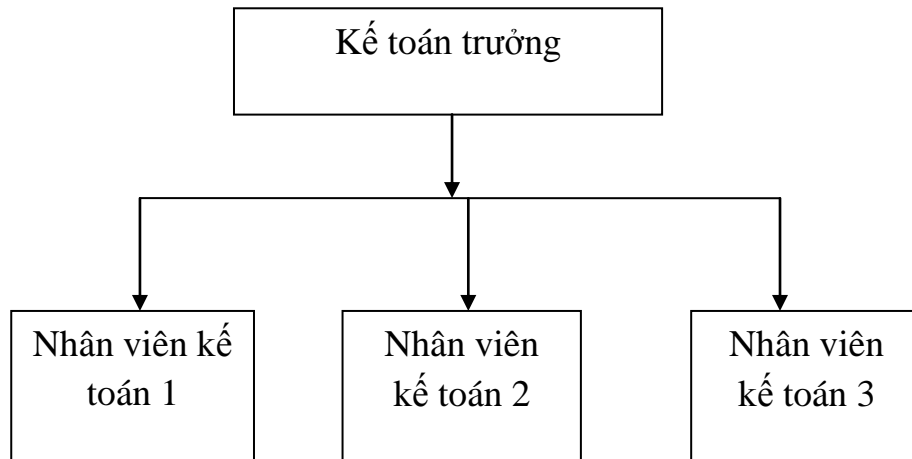 Kế toán trưởng
Nhân viên kế
toán 1
Nhân viên
kế toán 2
Nhân viên
kế toán 3